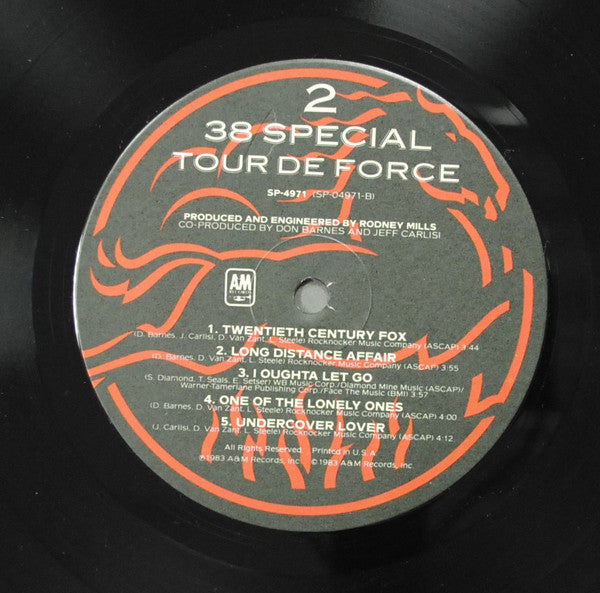 2
38 SPECIAL
TOUR DE FORCE
SP-4971 (SP-04971-B)
PRODUCED AND ENGINEERED BY RODNEY MILLS
CO-PRODUCED BY DON BARNES AND JEFF CARLISI
A&M
RECORDS
1. TWENTIETH CENTURY FOX
(D. Barnes, J. Carlisi, D. Van Zant, L. Steele) Rocknocker Music Company (ASCAP) 3:44
2. LONG DISTANCE AFFAIR
(D. Barnes, D. Van Zant, L. Steele) Rocknocker Music Company (ASCAP) 3:55
3. I OUGHTA LET GO
(S. Diamond, T. Seals, E. Setser) WB Music Corp./Diamond Mine Music (ASCAP)/
Warner-Tamerlane Publishing Corp./Face The Music (BMI) 3:57
4. ONE OF THE LONELY ONES
(D. Barnes, D. Van Zant, L. Steele) Rocknocker Music Company (ASCAP) 4:00
5. UNDERCOVER LOVER
(J. Carlisi, D. Van Zant, L. Steele) Rocknocker Music Company (ASCAP) 4:12
All Rights Reserved. Printed in U.S.A.
℗1983 A&M Records, Inc. ©1983 A&M Records, Inc.